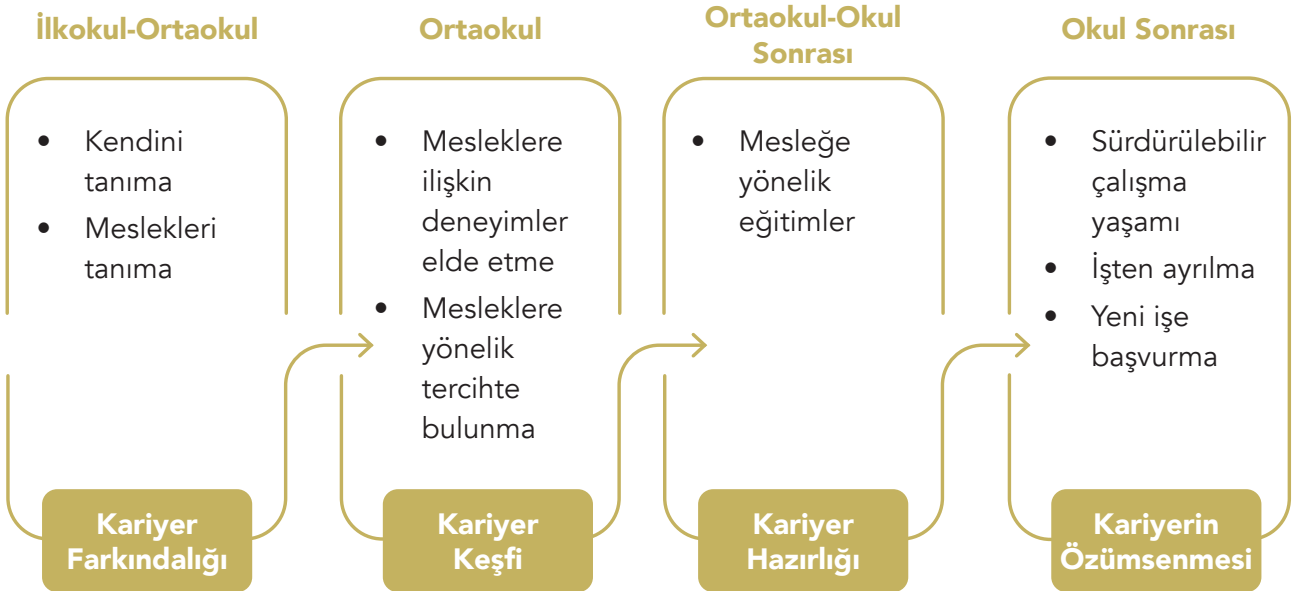 İlkokul-Ortaokul
• Kendini
tanıma
• Meslekleri
tanıma
Kariyer
Farkındalığı
Ortaokul
• Mesleklere
ilişkin
deneyimler
elde etme
• Mesleklere
yönelik
tercihte
bulunma
Kariyer
Keşfi
Ortaokul-Okul
Sonrası
• Mesleğe
yönelik
eğitimler
Kariyer
Hazırlığı
Okul Sonrası
• Sürdürülebilir
çalışma
yaşamı
• İşten ayrılma
• Yeni işe
başvurma
Kariyerin
Özümsenmesi